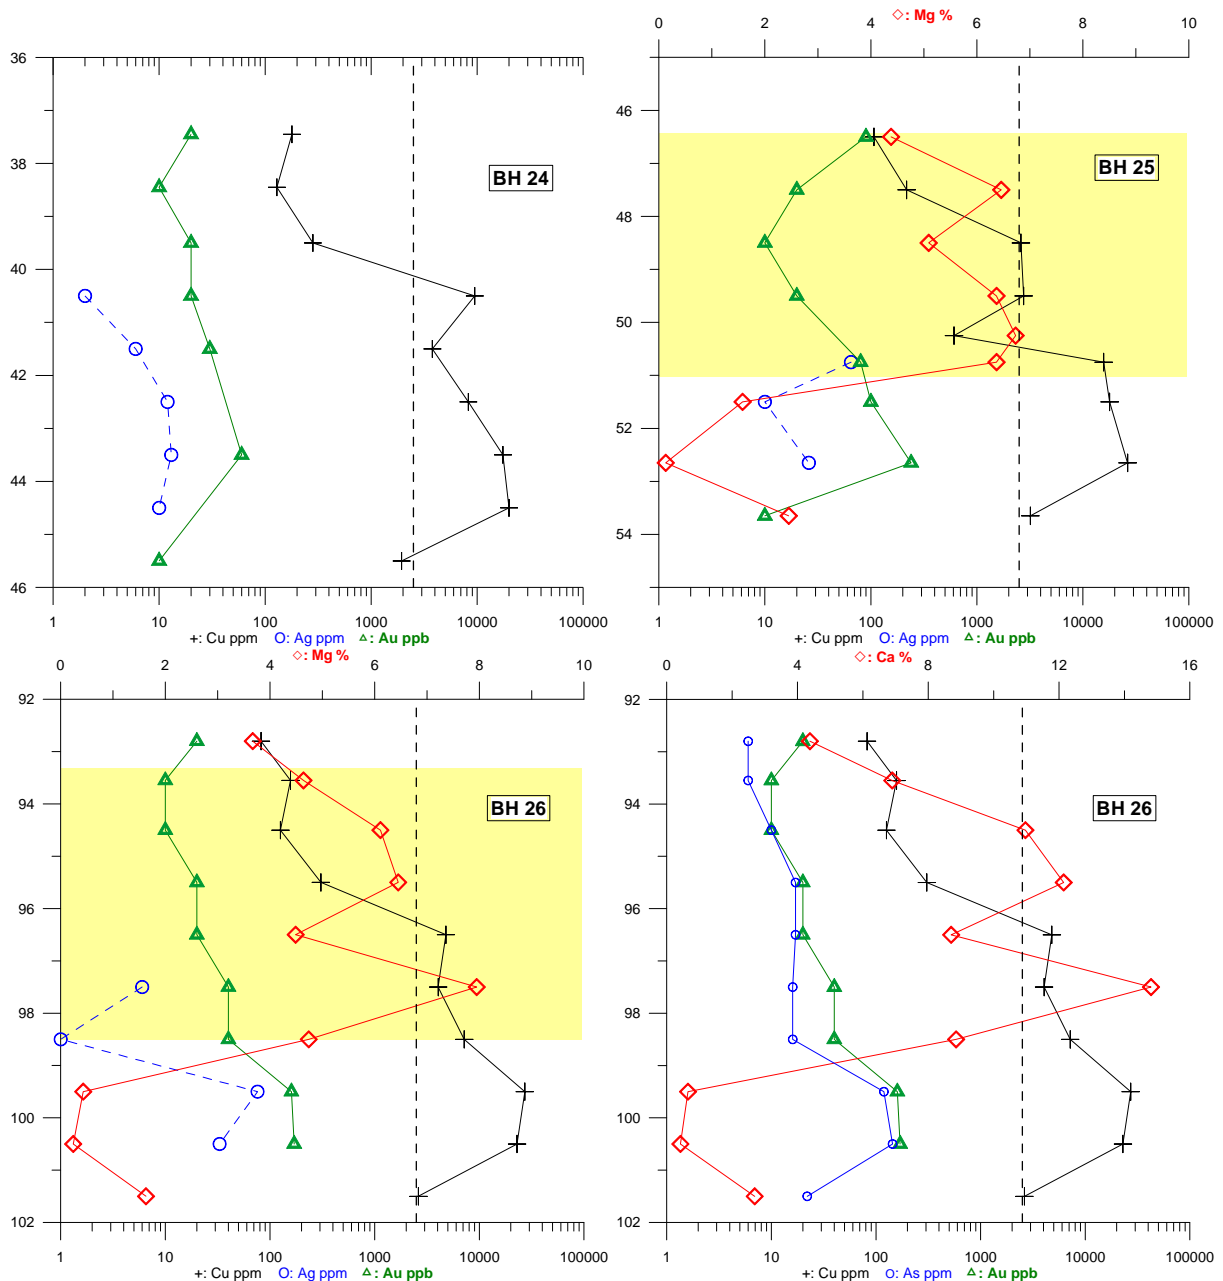 ◇: Mg %
0 2 4 6 8 10
36
38
40
42
44
46
BH 24
1 10 100 1000 10000 100000
+: Cu ppm O: Ag ppm △: Au ppb
46
48
50
52
54
BH 25
1 10 100 1000 10000 100000
+: Cu ppm O: Ag ppm △: Au ppb
0 2 4 6 8 10
◇: Mg %
92
94
96
98
100
102
BH 26
1 10 100 1000 10000 100000
+: Cu ppm O: Ag ppm △: Au ppb
◇: Ca %
0 4 8 12 16
92
94
96
98
100
102
BH 26
1 10 100 1000 10000 100000
+: Cu ppm O: As ppm △: Au ppb